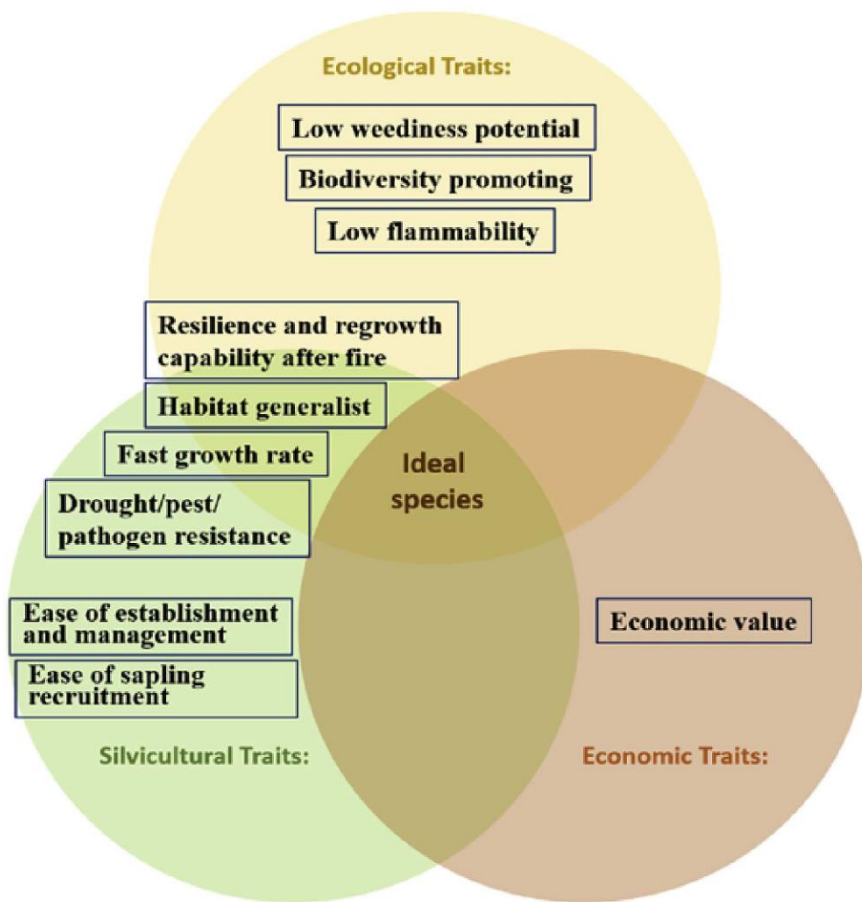 Ecological Traits:
Low weediness potential
Biodiversity promoting
Low flammability
Resilience and regrowth
capability after fire
Habitat generalist
Fast growth rate
Ideal
species
Drought/pest/
pathogen resistance
Ease of establishment
and management
Economic value
Ease of sapling
recruitment
Silvicultural Traits:
Economic Traits: